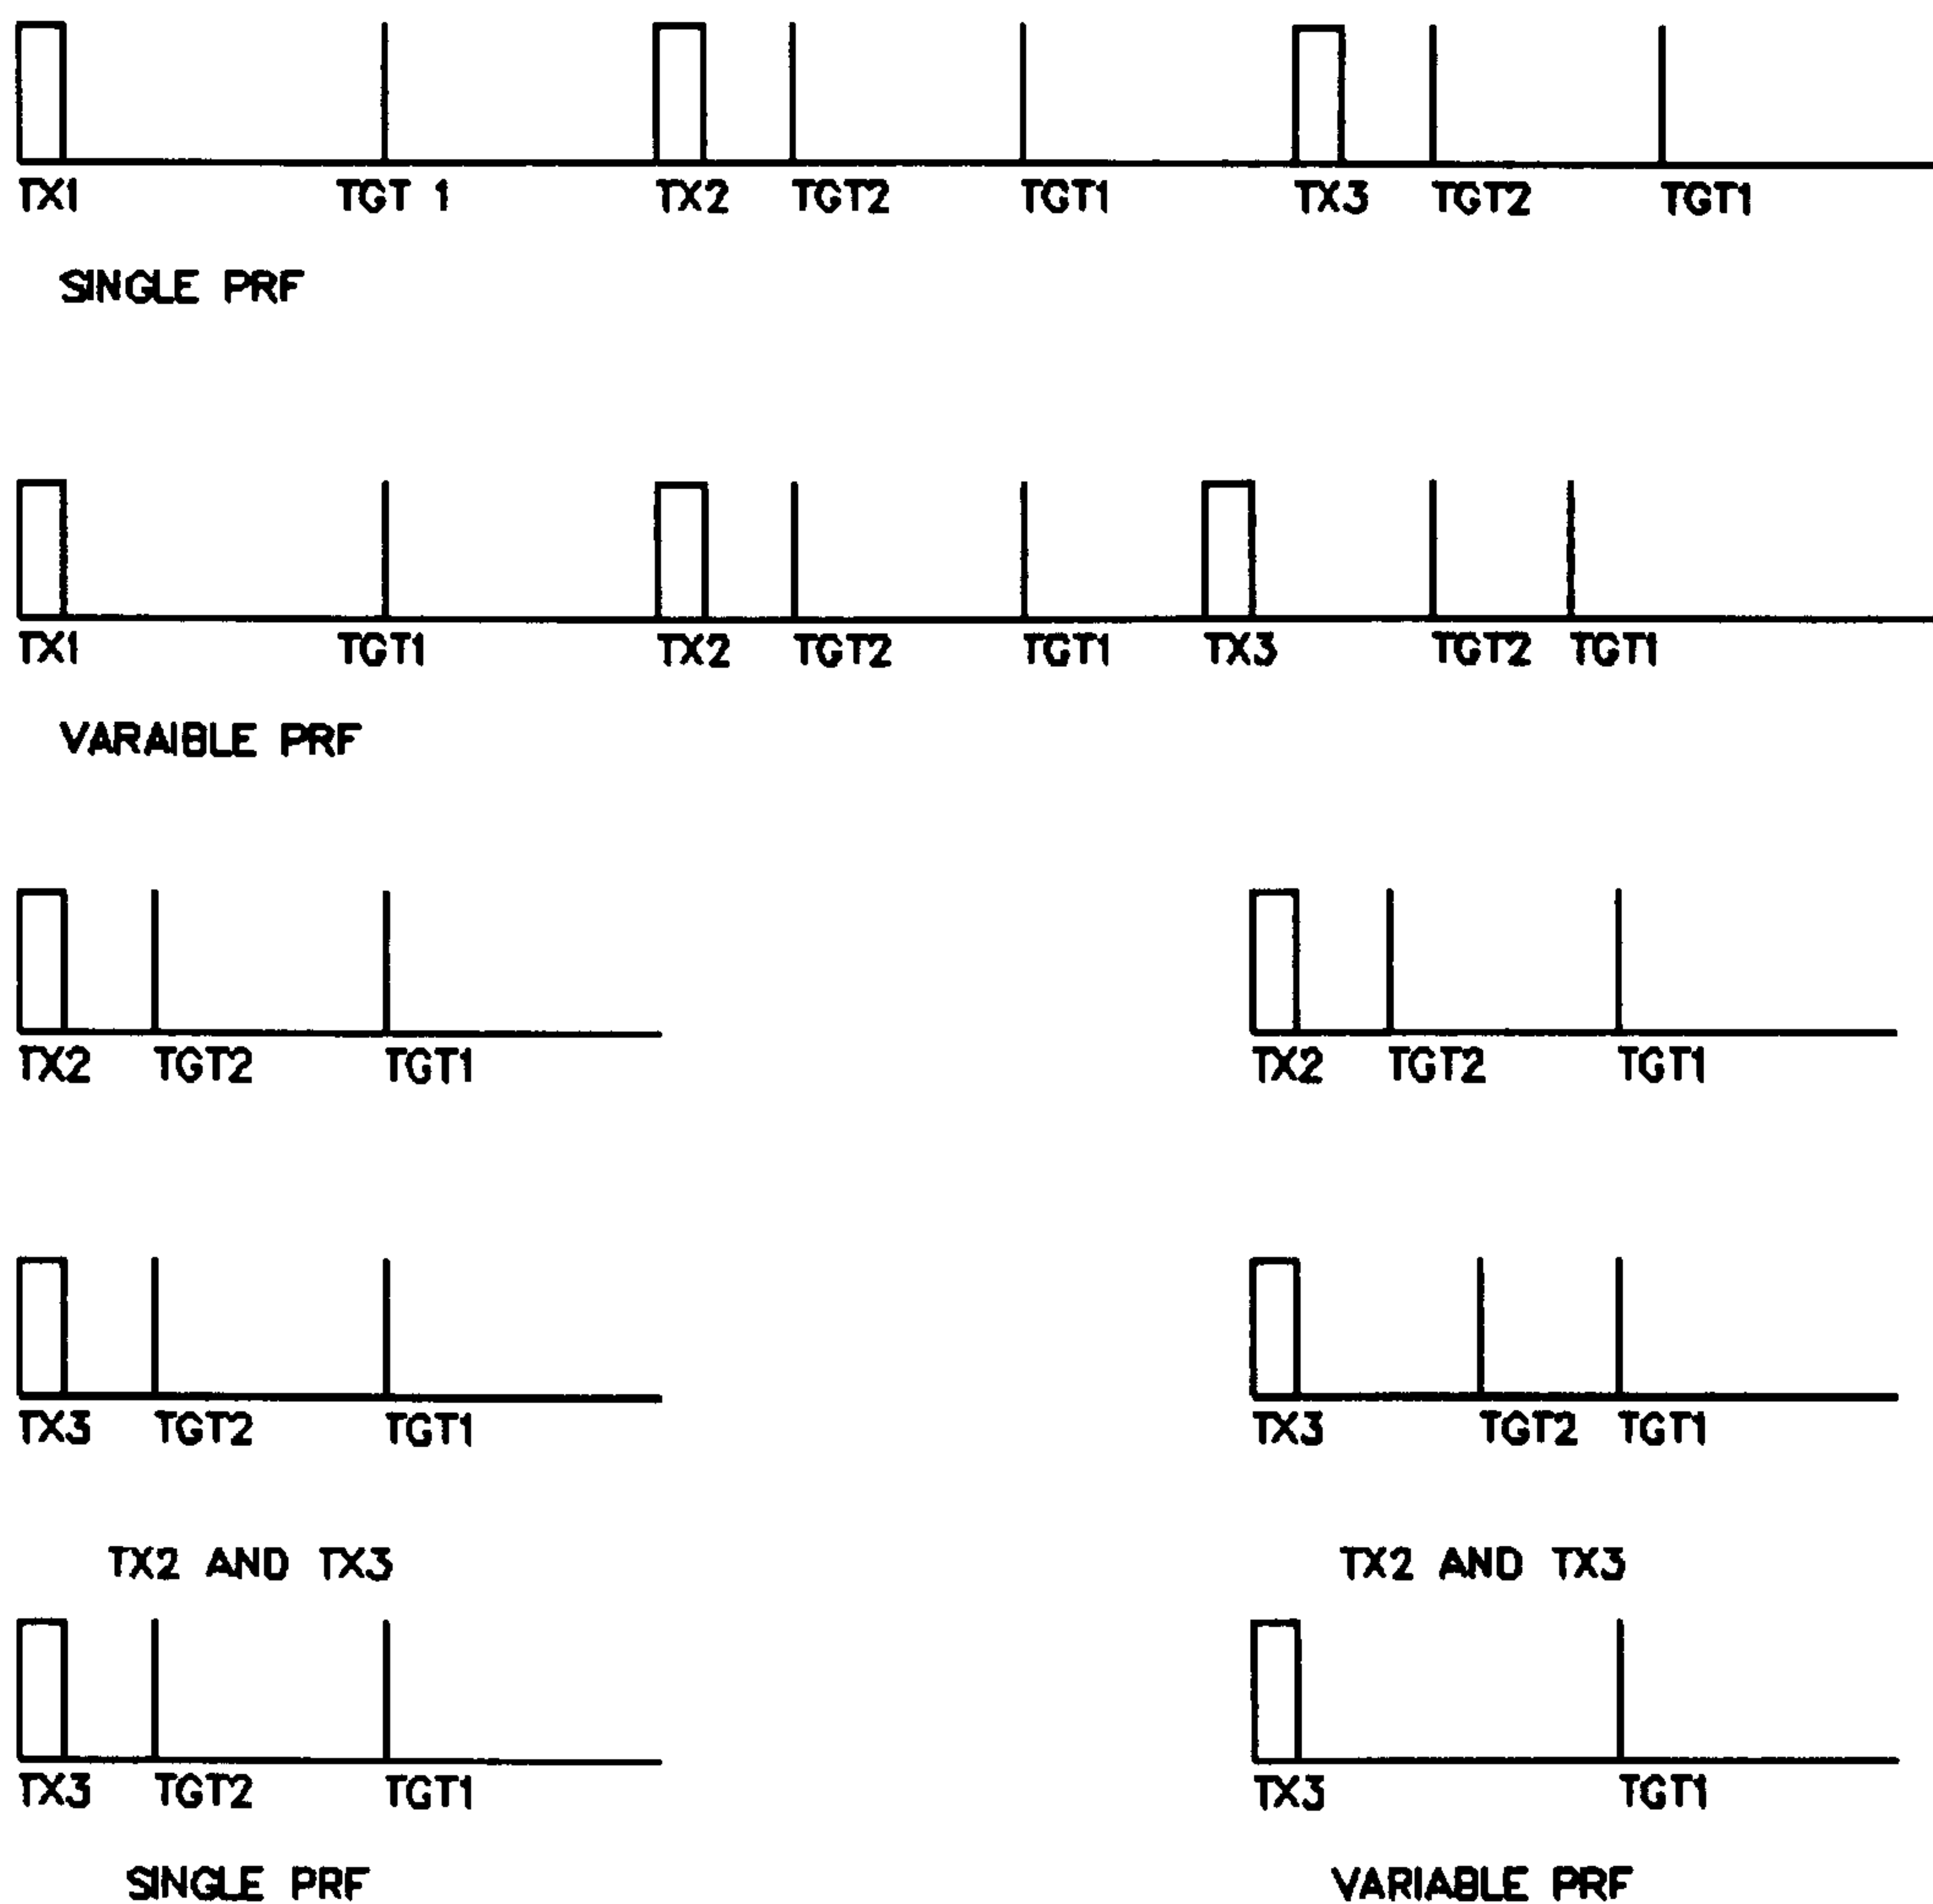 TX1 TGT 1 TX2 TGT2 TGT1 TX3 TGT2 TGT1
SINGLE PRF
TX1 TGT1 TX2 TGT2 TGT1 TX3 TGT2 TGT1
VARAIBLE PRF
TX2 TGT2 TGT1 TX2 TGT2 TGT1
TX3 TGT2 TGT1 TX3 TGT2 TGT1
TX2 AND TX3 TX2 AND TX3
TX3 TGT2 TGT1 TX3 TGT1
SINGLE PRF VARIABLE PRF